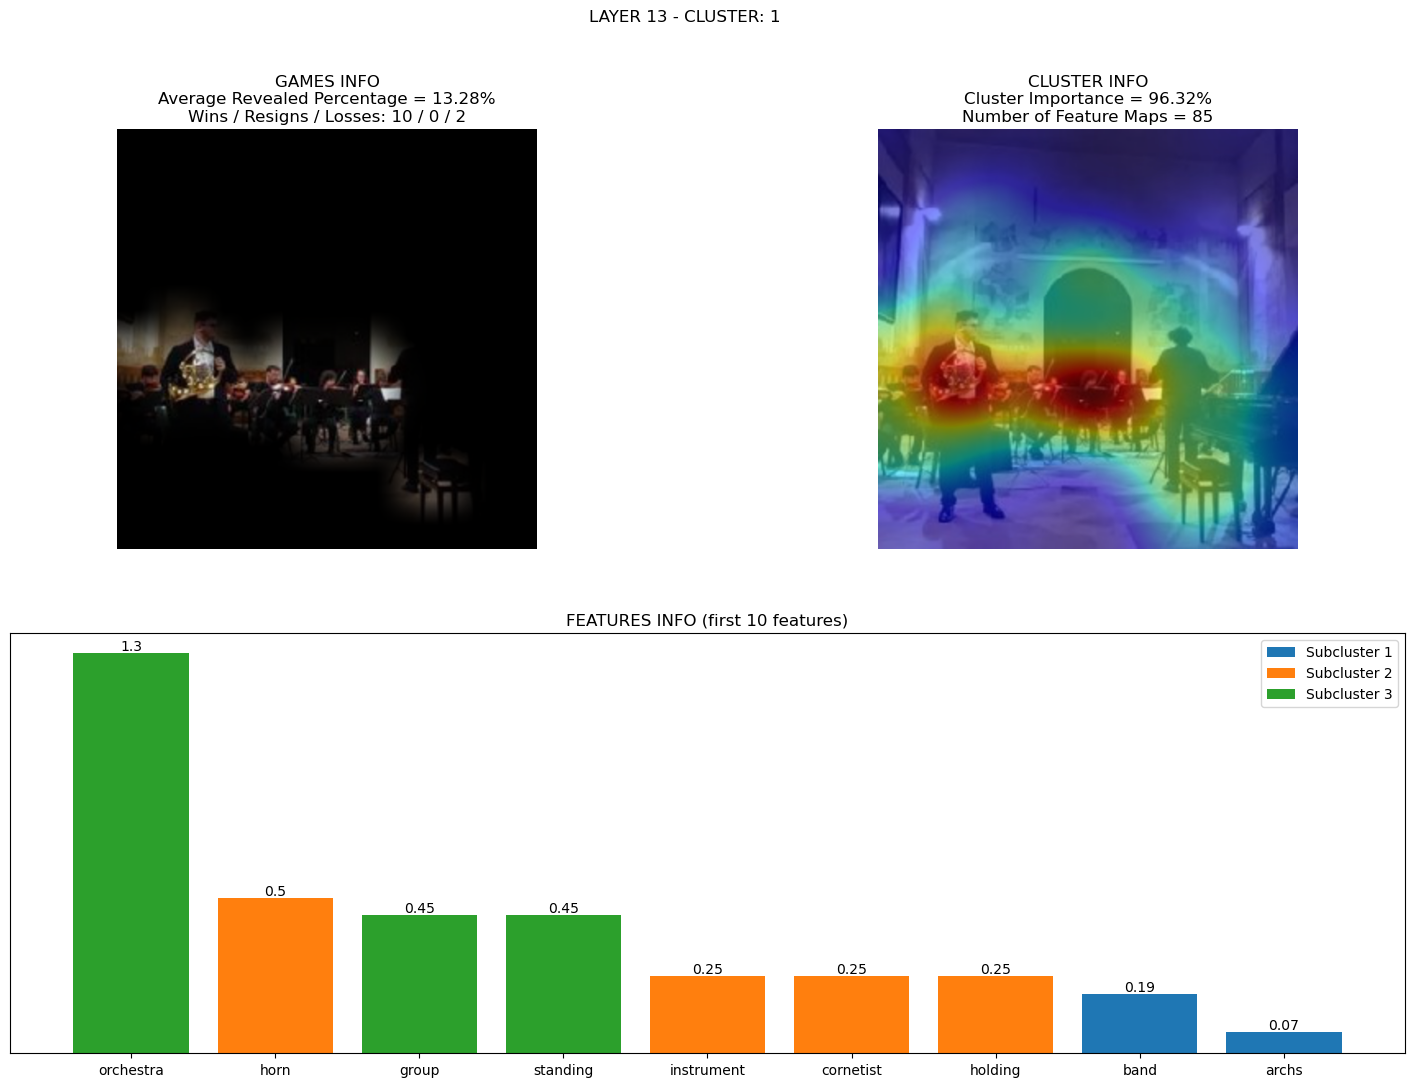 LAYER 13 - CLUSTER: 1
GAMES INFO
Average Revealed Percentage = 13.28%
Wins / Resigns / Losses: 10 / 0 / 2
CLUSTER INFO
Cluster Importance = 96.32%
Number of Feature Maps = 85
FEATURES INFO (first 10 features)
1.3
0.5
0.45
0.45
0.25
0.25
0.25
0.19
0.07
Subcluster 1
Subcluster 2
Subcluster 3
orchestra
horn
group
standing
instrument
cornetist
holding
band
archs